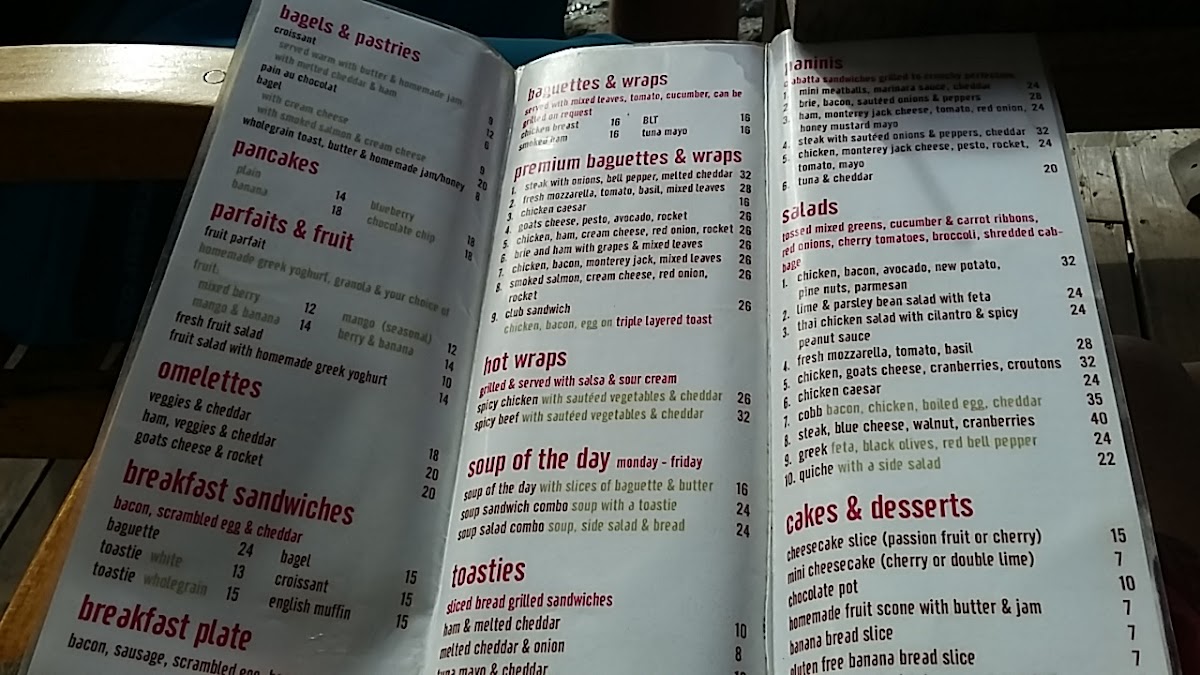 bagels & pastries
croissant 9
served warm with butter & homemade jam
with melted cheddar & ham 12
pain au chocolat 6
bagel
with cream cheese 9
with smoked salmon & cream cheese 20
wholegrain toast, butter & homemade jam/honey 8
pancakes
plain 14 blueberry 18
banana 18 chocolate chip 18
parfaits & fruit
fruit parfait
homemade greek yoghurt, granola & your choice of
fruit:
mixed berry 12 mango (seasonal) 12
mango & banana 14 berry & banana 14
fresh fruit salad 10
fruit salad with homemade greek yoghurt 14
omelettes
veggies & cheddar 18
ham, veggies & cheddar 20
goats cheese & rocket 20
breakfast sandwiches
bacon, scrambled egg & cheddar
baguette 24 bagel 15
toastie white 13 croissant 15
toastie wholegrain 15 english muffin 15
breakfast plate
bacon, sausage, scrambled egg,
baguettes & wraps
served with mixed leaves, tomato, cucumber, can be
grilled on request
chicken breast 16 BLT 16
smoked ham 16 tuna mayo 16
premium baguettes & wraps
1. steak with onions, bell pepper, melted cheddar 32
2. fresh mozzarella, tomato, basil, mixed leaves 28
3. chicken caesar 16
4. goats cheese, pesto, avocado, rocket 26
5. chicken, ham, cream cheese, red onion, rocket 26
6. brie and ham with grapes & mixed leaves 26
7. chicken, bacon, monterey jack, mixed leaves 26
8. smoked salmon, cream cheese, red onion, 26
rocket
9. club sandwich 26
chicken, bacon, egg on triple layered toast
hot wraps
grilled & served with salsa & sour cream
spicy chicken with sautéed vegetables & cheddar 26
spicy beef with sautéed vegetables & cheddar 32
soup of the day monday - friday
soup of the day with slices of baguette & butter 16
soup sandwich combo soup with a toastie 24
soup salad combo soup, side salad & bread 24
toasties
sliced bread grilled sandwiches
ham & melted cheddar 10
melted cheddar & onion 8
tuna mayo & cheddar
paninis
ciabatta sandwiches grilled to crunchy perfection.
1. mini meatballs, marinara sauce, cheddar 24
2. brie, bacon, sautéed onions & peppers 28
3. ham, monterey jack cheese, tomato, red onion, 24
honey mustard mayo
4. steak with sautéed onions & peppers, cheddar 32
5. chicken, monterey jack cheese, pesto, rocket, 24
tomato, mayo
6. tuna & cheddar 20
salads
tossed mixed greens, cucumber & carrot ribbons,
red onions, cherry tomatoes, broccoli, shredded cab-
bage
1. chicken, bacon, avocado, new potato, 32
pine nuts, parmesan
2. lime & parsley bean salad with feta 24
3. thai chicken salad with cilantro & spicy 24
peanut sauce
4. fresh mozzarella, tomato, basil 28
5. chicken, goats cheese, cranberries, croutons 32
6. chicken caesar 24
7. cobb bacon, chicken, boiled egg, cheddar 35
8. steak, blue cheese, walnut, cranberries 40
9. greek feta, black olives, red bell pepper 24
10. quiche with a side salad 22
cakes & desserts
cheesecake slice (passion fruit or cherry) 15
mini cheesecake (cherry or double lime) 7
chocolate pot 10
homemade fruit scone with butter & jam 7
banana bread slice 7
gluten free banana bread slice 7